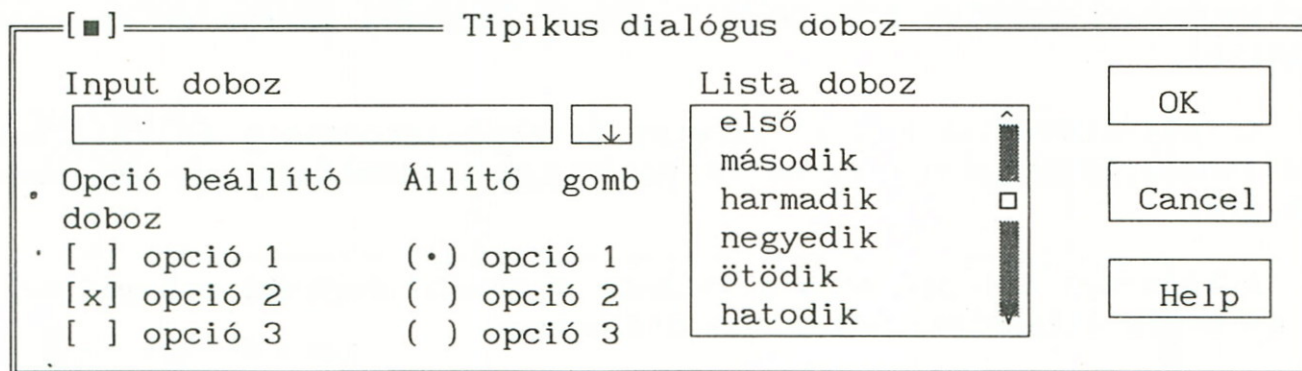 [■] Tipikus dialógus doboz
Input doboz
↓
Opció beállító Állító gomb
doboz
[ ] opció 1 (•) opció 1
[x] opció 2 ( ) opció 2
[ ] opció 3 ( ) opció 3
Lista doboz
első
második
harmadik
negyedik
ötödik
hatodik
OK
Cancel
Help